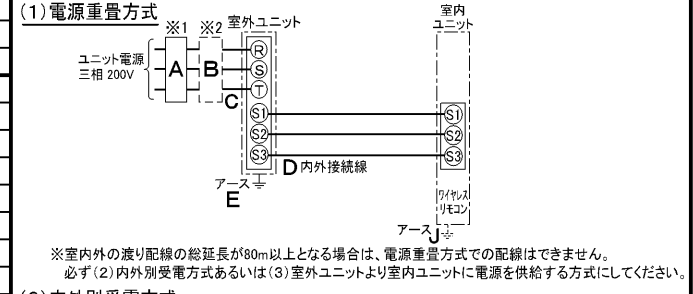 (1)電源重畳方式
※1 ※2 室外ユニット
室内
ユニット
ユニット電源
三相 200V
A
B
C
R
S
T
S1
S2
S3
S1
S2
S3
D 内外接続線
アース
E
ワイヤレス
リモコン
アース J
※室内外の渡り配線の総延長が80m以上となる場合は、電源重畳方式での配線はできません。
必ず(2)内外別受電方式あるいは(3)室外ユニットより室内ユニットに電源を供給する方式にしてください。